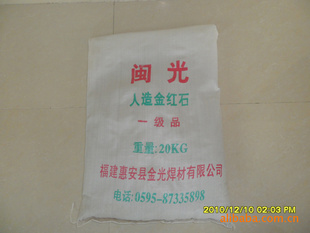 闽光
人造金红石
一级品
重量:20KG
福建惠安县金光焊材有限公司
电话:0595-87335898
2010/12/10 02:03 PM